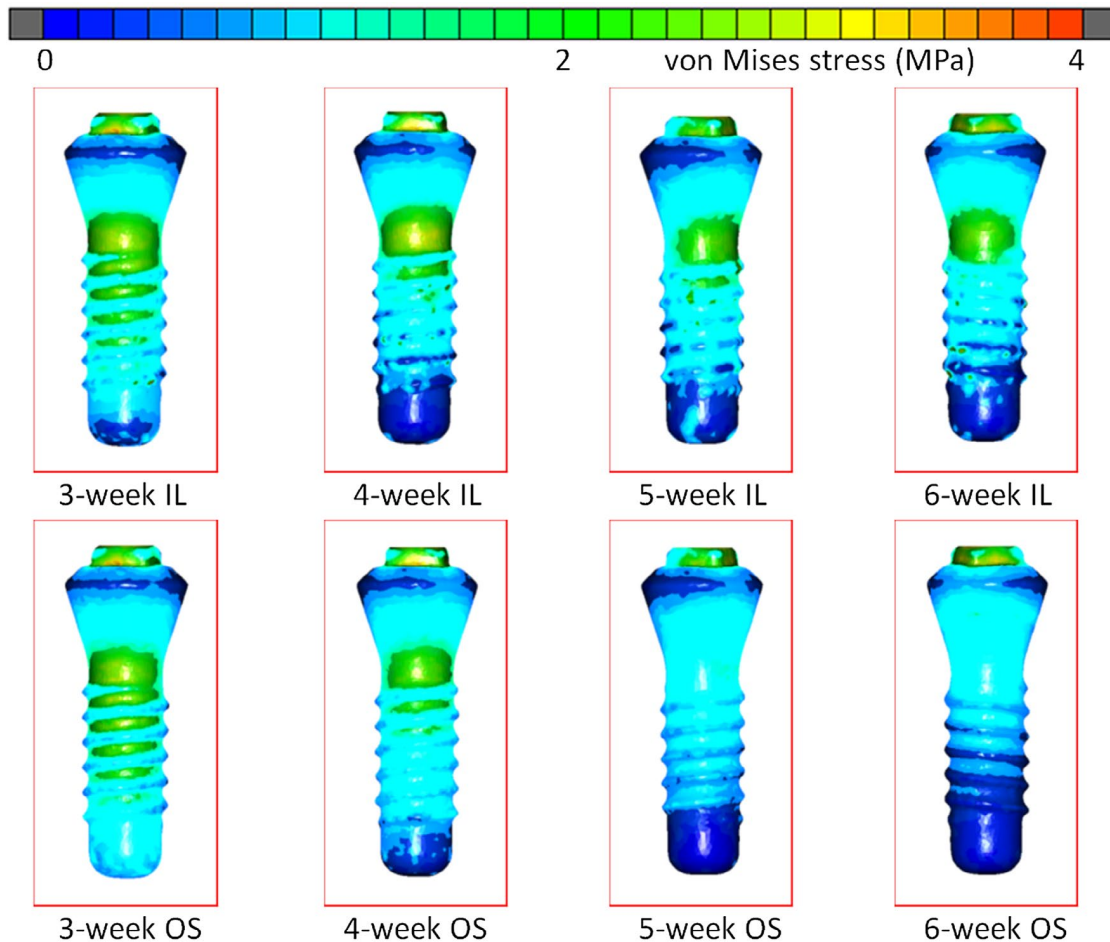 0 2 von Mises stress (MPa) 4
3-week IL 4-week IL 5-week IL 6-week IL
3-week OS 4-week OS 5-week OS 6-week OS